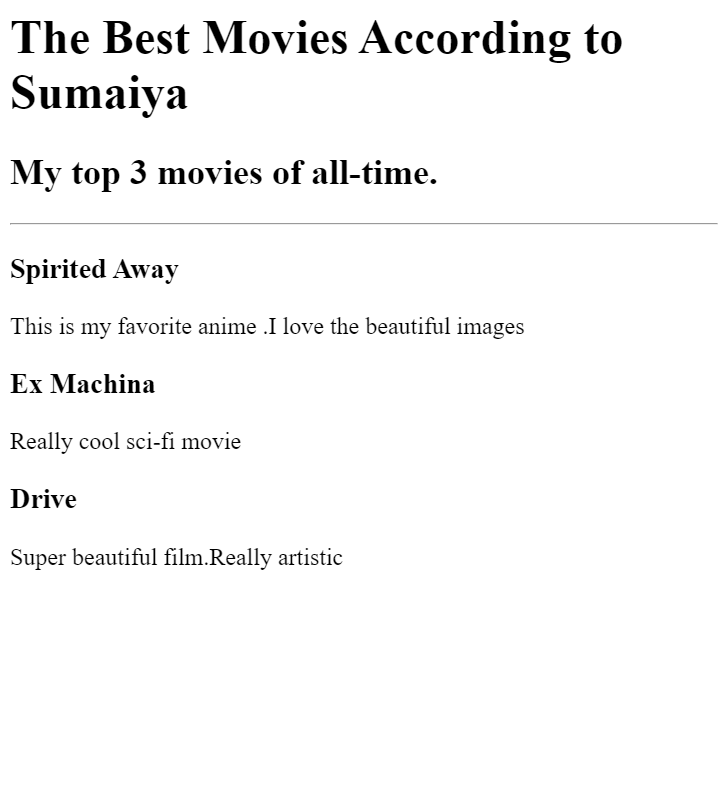 The Best Movies According to
Sumaiya
My top 3 movies of all-time.
Spirited Away
This is my favorite anime .I love the beautiful images
Ex Machina
Really cool sci-fi movie
Drive
Super beautiful film.Really artistic